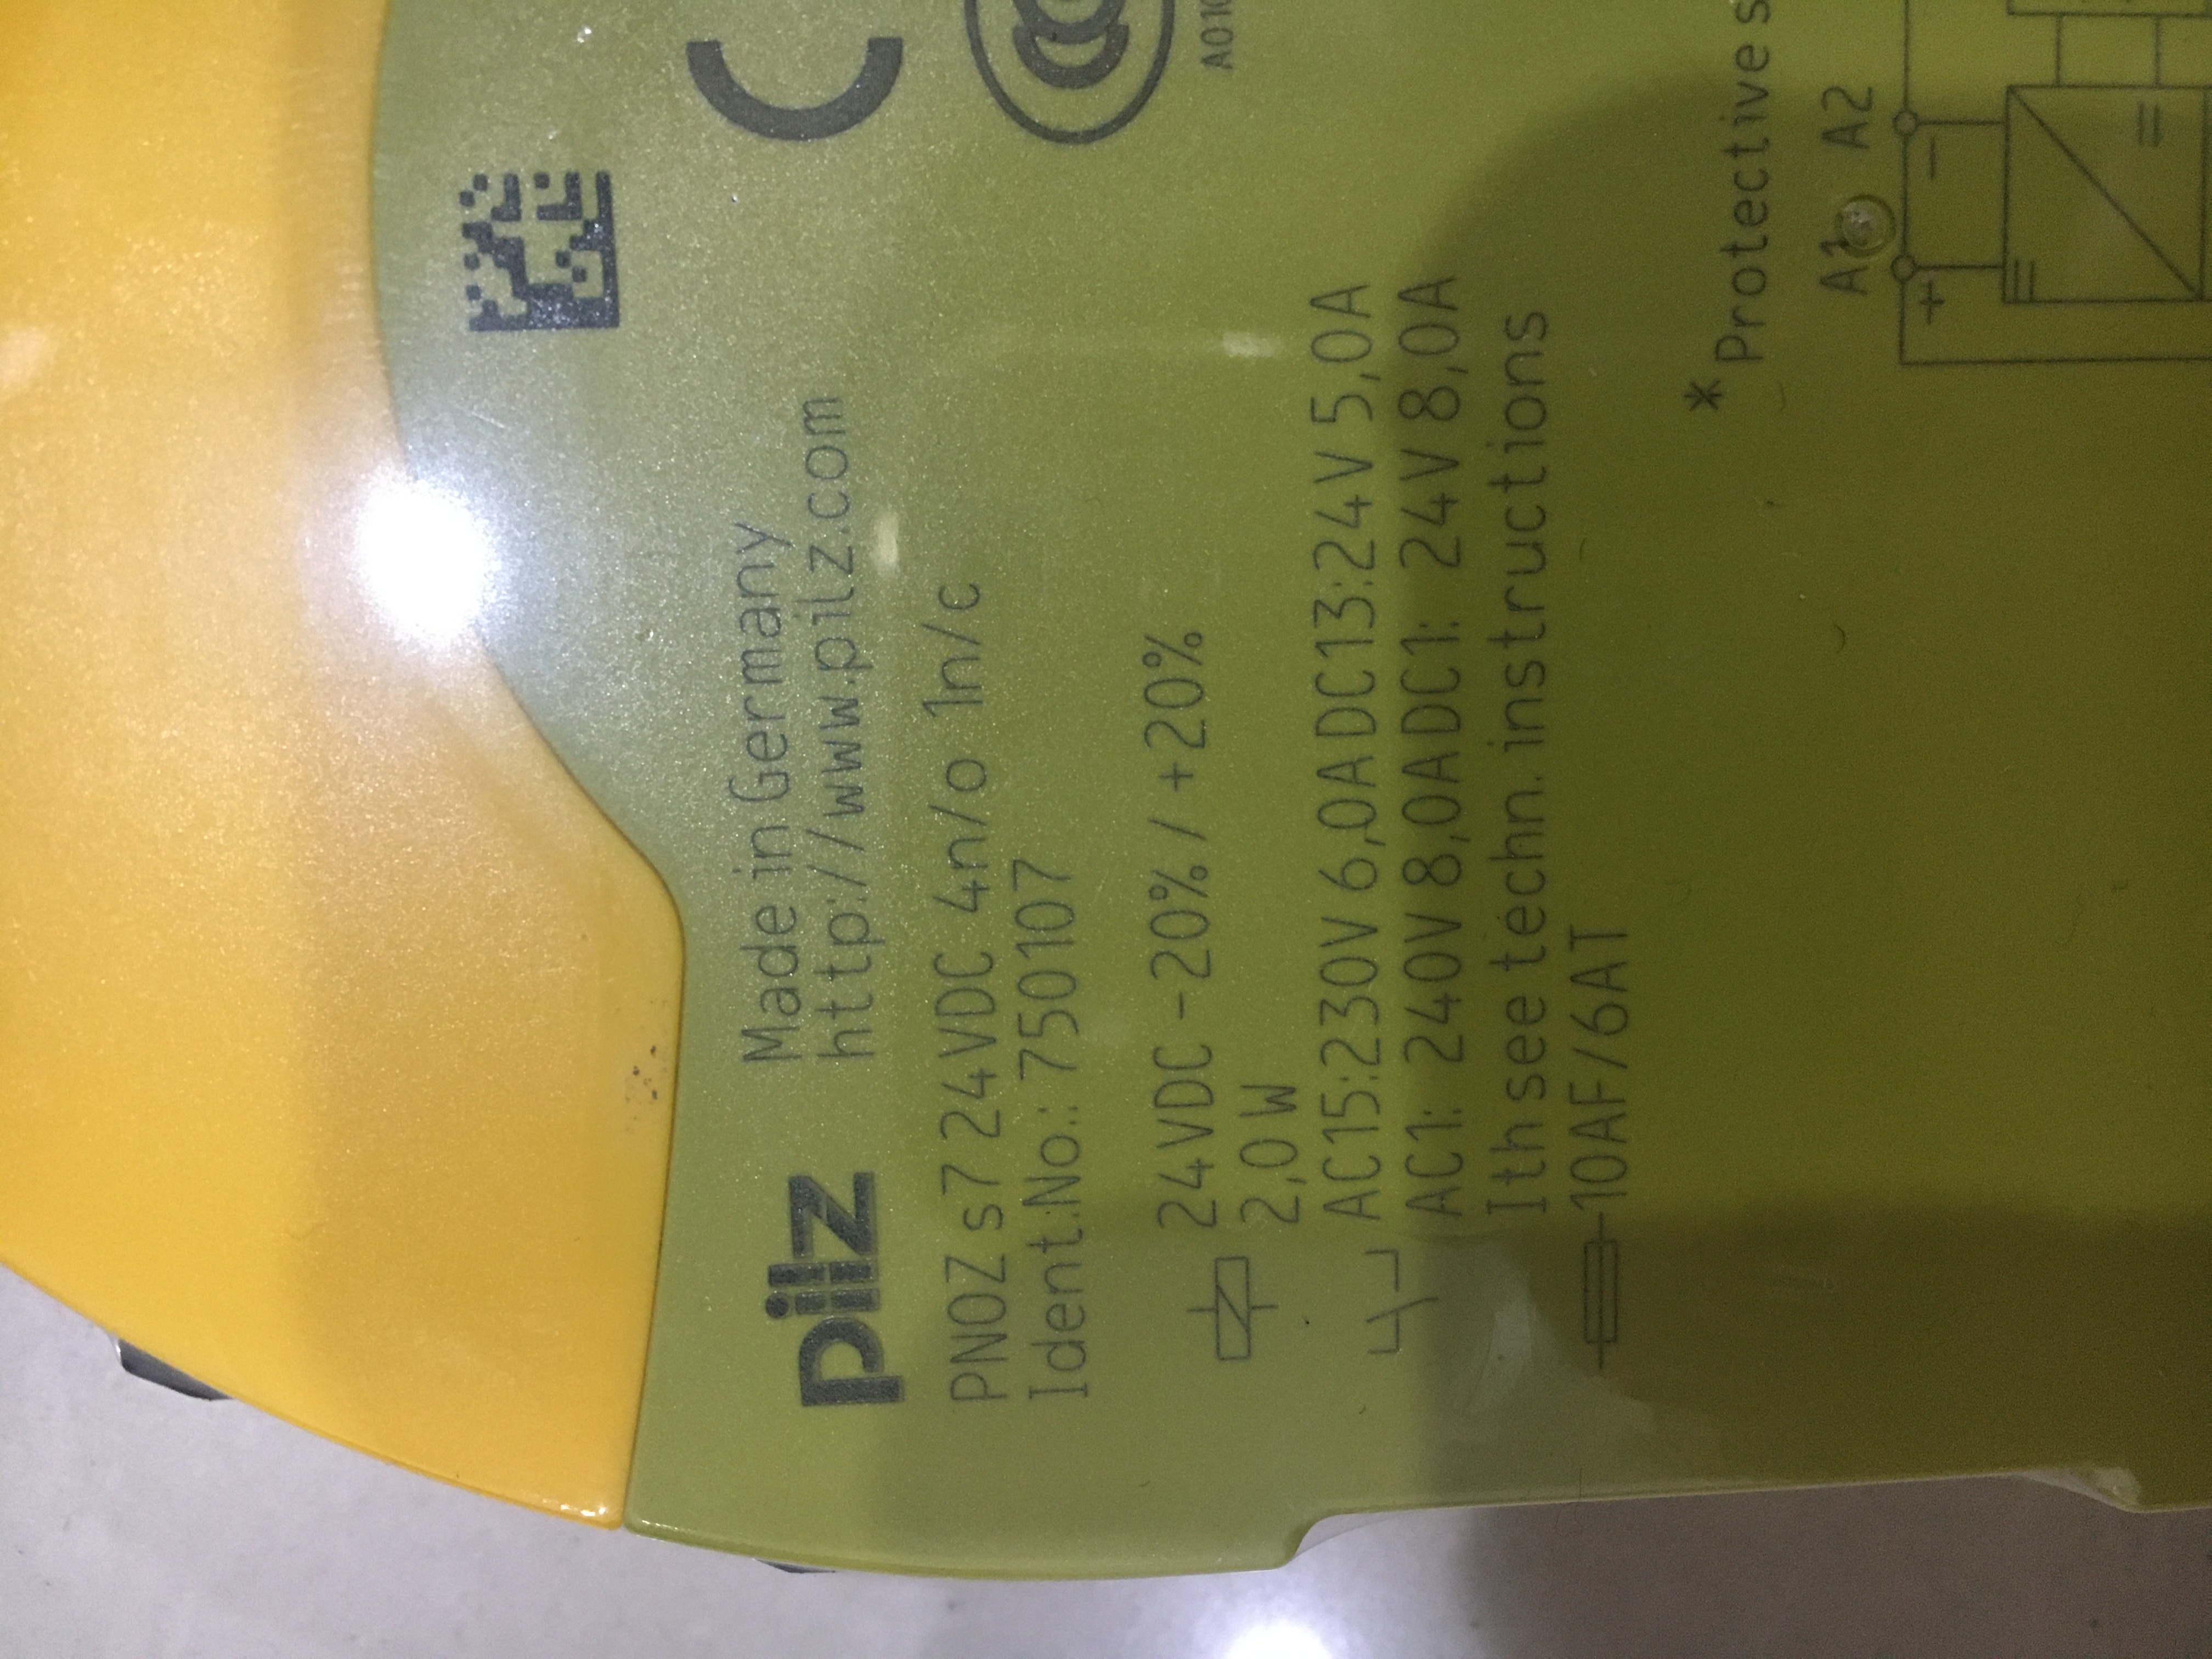 pilz
Made in Germany
http://www.pilz.com
PNOZ s7 24VDC 4n/o 1n/c
Ident.No.: 750107
24VDC -20% / +20%
2,0W
AC15:230V 6,0A DC13:24V 5,0A
AC1: 240V 8,0A DC1: 24V 8,0A
Ith see techn. instructions
10AF/6AT
*Protective
A1 A2
+ -